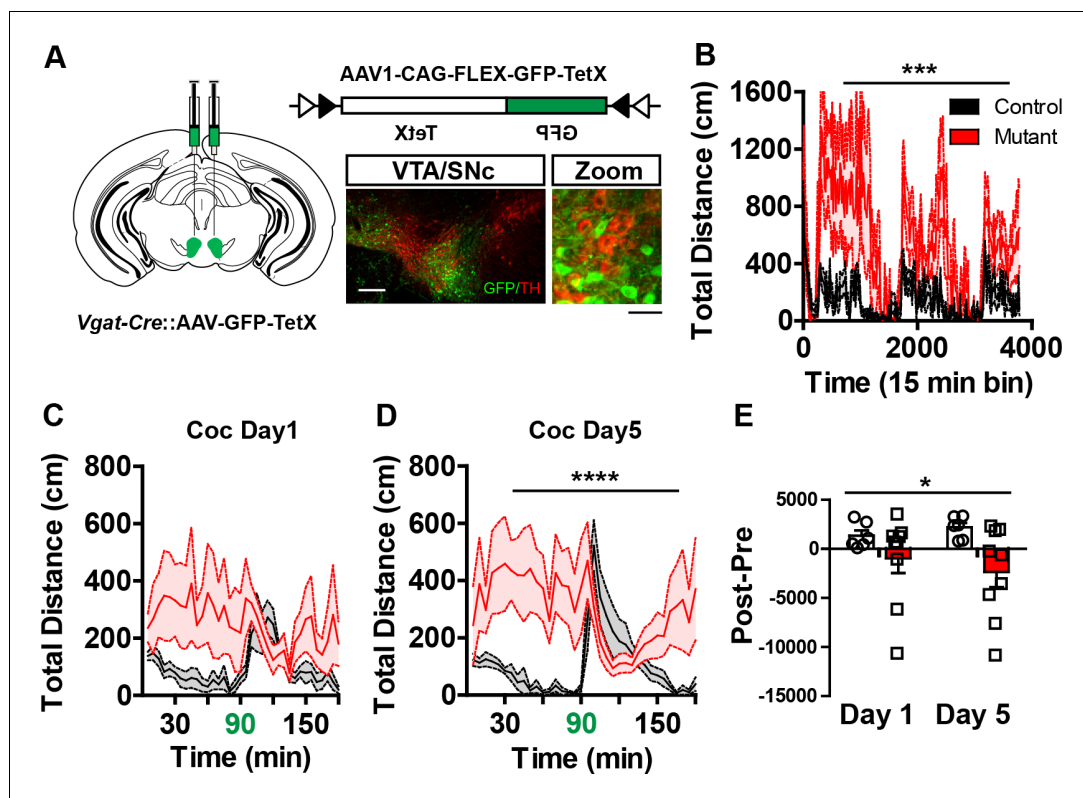 A
AAV1-CAG-FLEX-GFP-TetX
TetX
GFP
VTA/SNc
Zoom
GFP/TH
Vgat-Cre::AAV-GFP-TetX
B
***
Control
Mutant
Total Distance (cm)
1600
1200
800
400
0
0
2000
4000
Time (15 min bin)
C
Coc Day1
Total Distance (cm)
800
600
400
200
0
30
90
150
Time (min)
D
Coc Day5
****
Total Distance (cm)
800
600
400
200
0
30
90
150
Time (min)
E
*
Post-Pre
5000
0
-5000
-10000
-15000
Day 1
Day 5